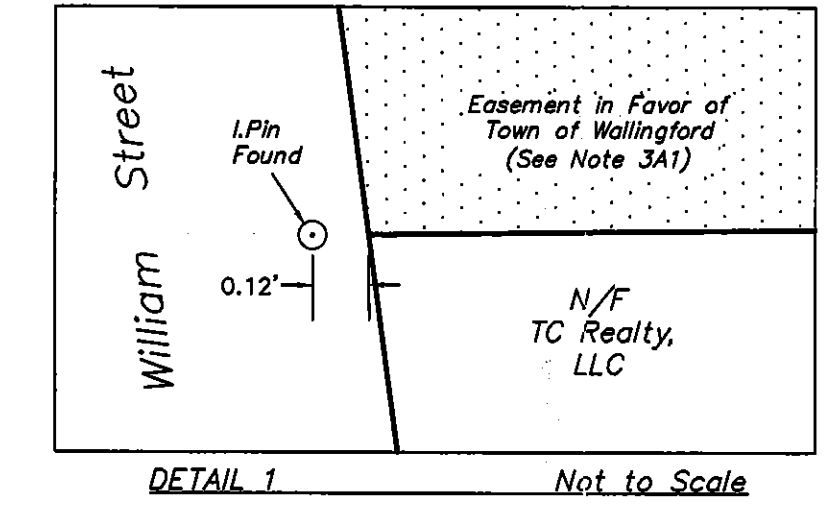 William Street
I.Pin
Found
Easement in Favor of
Town of Wallingford
(See Note 3A1)
0.12'
N/F
TC Realty,
LLC
DETAIL 1 Not to Scale